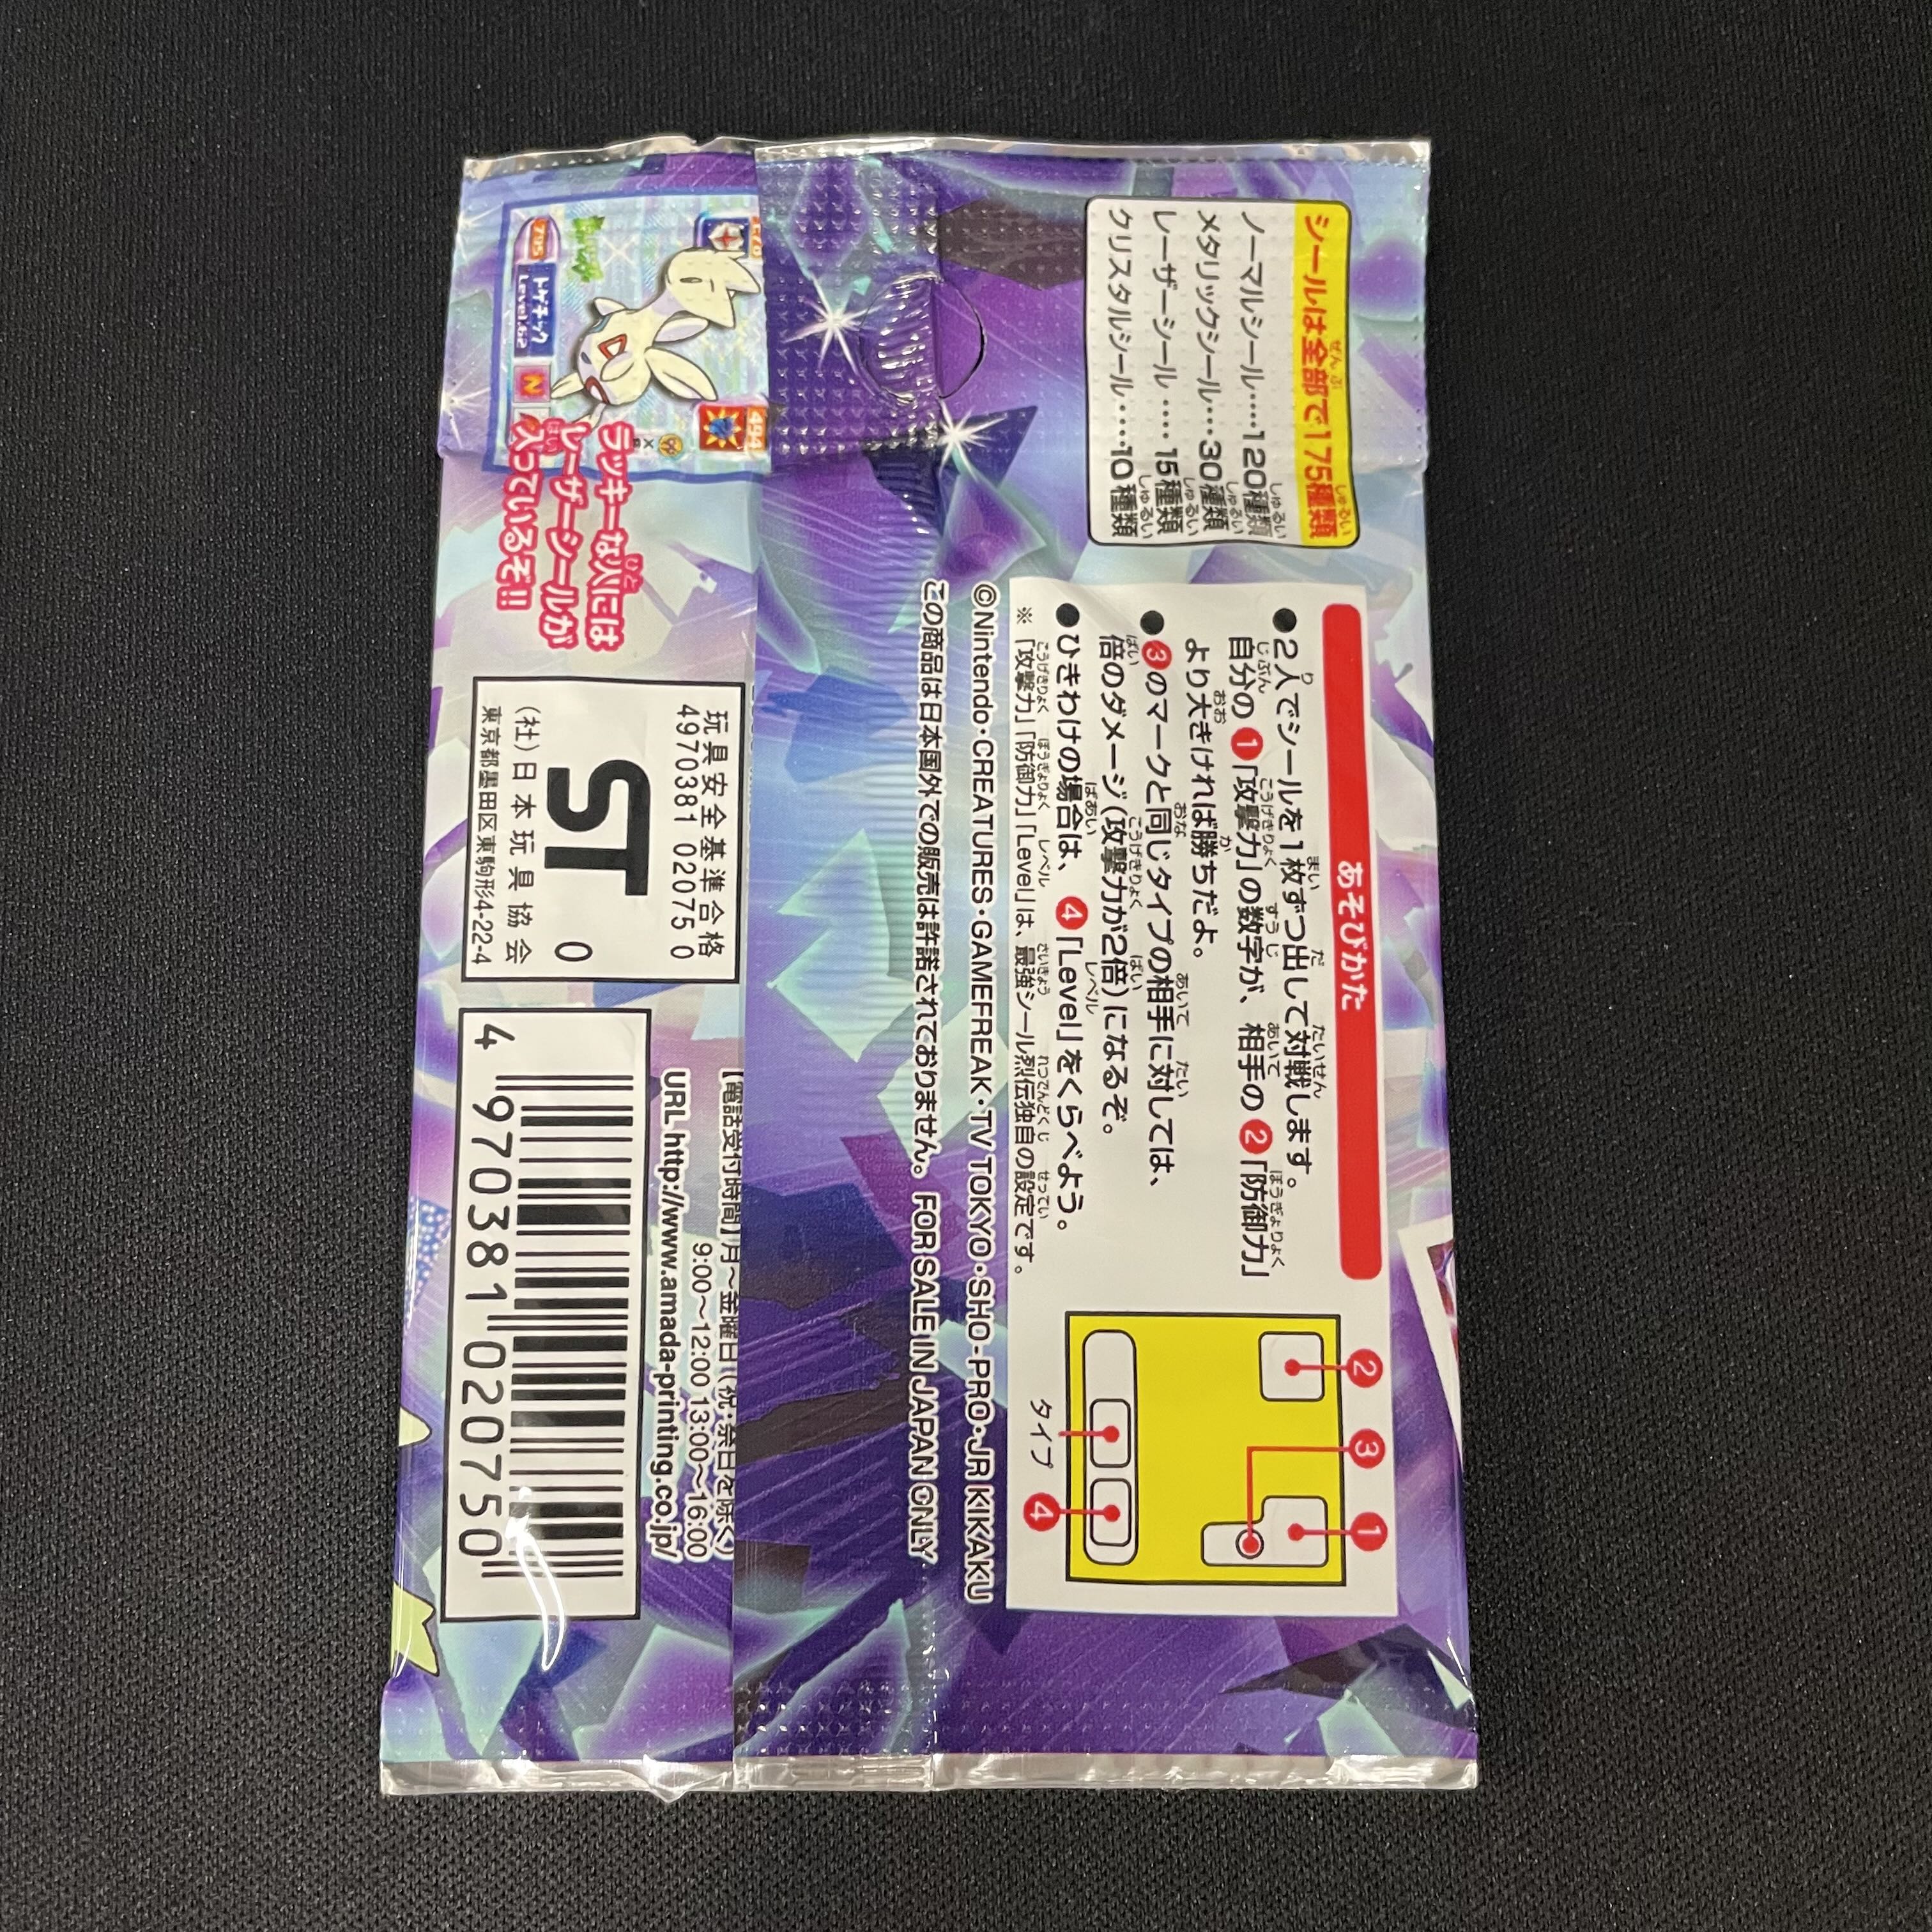 シールは全部で175種類
ノーマルシール‥‥120種類
メタリックシール‥‥30種類
レーザーシール‥‥15種類
クリスタルシール‥‥10種類
あそびかた
●2人でシールを1枚ずつ出して対戦します。
自分の❶「攻撃力」の数字が、相手の❷「防御力」
より大きければ勝ちだよ。
●❸のマークと同じタイプの相手に対しては、
倍のダメージ(攻撃力が2倍)になるぞ。
●ひきわけの場合は、❹「Level」をくらべよう。
※「攻撃力」「防御力」「Level」は、最強シール烈伝独自の設定です。
❷
❸
❶
タイプ
❹
©Nintendo・CREATURES・GAMEFREAK・TV TOKYO・SHO-PRO・JR KIKAKU
この商品は日本国外での販売は許諾されておりません。 FOR SALE IN JAPAN ONLY
494
トゲチック
Level.62
N
ラッキーな人には
レーザーシールが
入っているぞ!!
玩具安全基準合格
4970381 02075 0
ST
0
(社)日本玩具協会
東京都墨田区東駒形4-22-4
【電話受付時間】月〜金曜日(祝・祭日を除く)
9:00〜12:00 13:00〜16:00
URL http://www.amada-printing.co.jp/
4 970381 020750